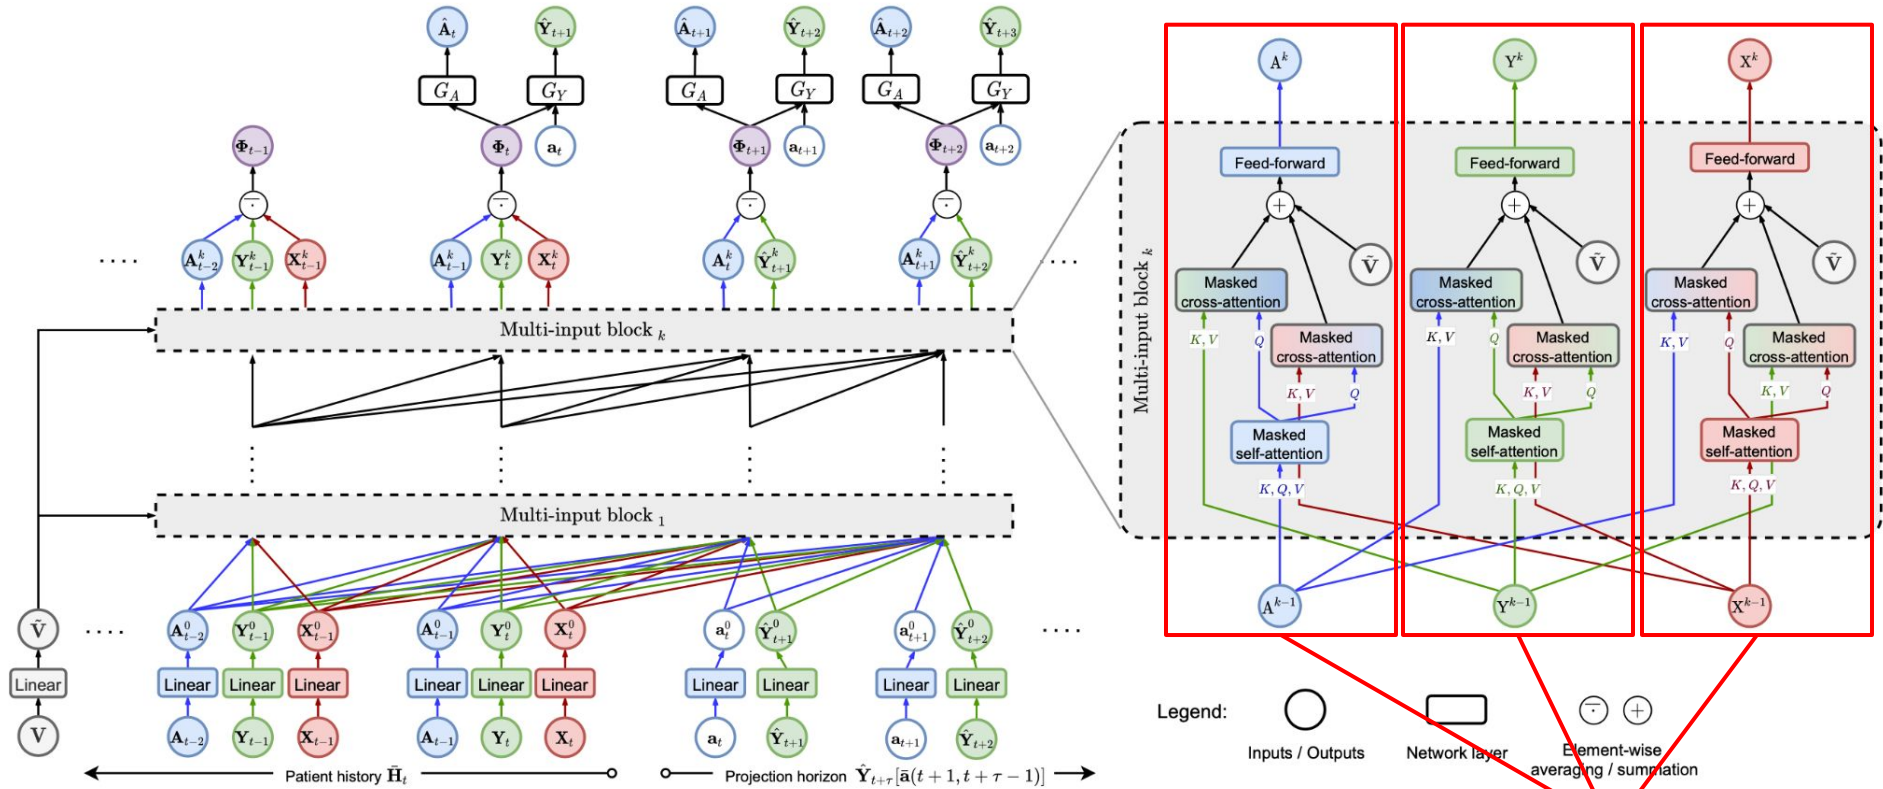 Â_t Ŷ_{t+1} Â_{t+1} Ŷ_{t+2} Â_{t+2} Ŷ_{t+3}
G_A G_Y G_A G_Y G_A G_Y
Φ_{t-1} Φ_t a_t Φ_{t+1} a_{t+1} Φ_{t+2} a_{t+2}
.... A^k_{t-2} Y^k_{t-1} X^k_{t-1} A^k_{t-1} Y^k_t X^k_t A^k_t Ŷ^k_{t+1} A^k_{t+1} Ŷ^k_{t+2} ....
Multi-input block _k
Multi-input block _1
Ṽ .... A^0_{t-2} Y^0_{t-1} X^0_{t-1} A^0_{t-1} Y^0_t X^0_t a^0_t Ŷ^0_{t+1} a^0_{t+1} Ŷ^0_{t+2} ....
Linear Linear Linear Linear Linear Linear Linear Linear Linear Linear Linear
V A_{t-2} Y_{t-1} X_{t-1} A_{t-1} Y_t X_t a_t Ŷ_{t+1} a_{t+1} Ŷ_{t+2}
Patient history H̄_t
Projection horizon Ŷ_{t+τ}[ā(t + 1, t + τ − 1)]
Multi-input block _k
A^k Y^k X^k
Feed-forward Feed-forward Feed-forward
+ + +
Ṽ Ṽ Ṽ
Masked Masked Masked
cross-attention cross-attention cross-attention
Masked Masked Masked
cross-attention cross-attention cross-attention
K, V Q K, V Q K, V Q
K, V Q K, V Q K, V Q
Masked Masked Masked
self-attention self-attention self-attention
K, Q, V K, Q, V K, Q, V
A^{k-1} Y^{k-1} X^{k-1}
Legend:
Inputs / Outputs
Network layer
+
Element-wise
averaging / summation